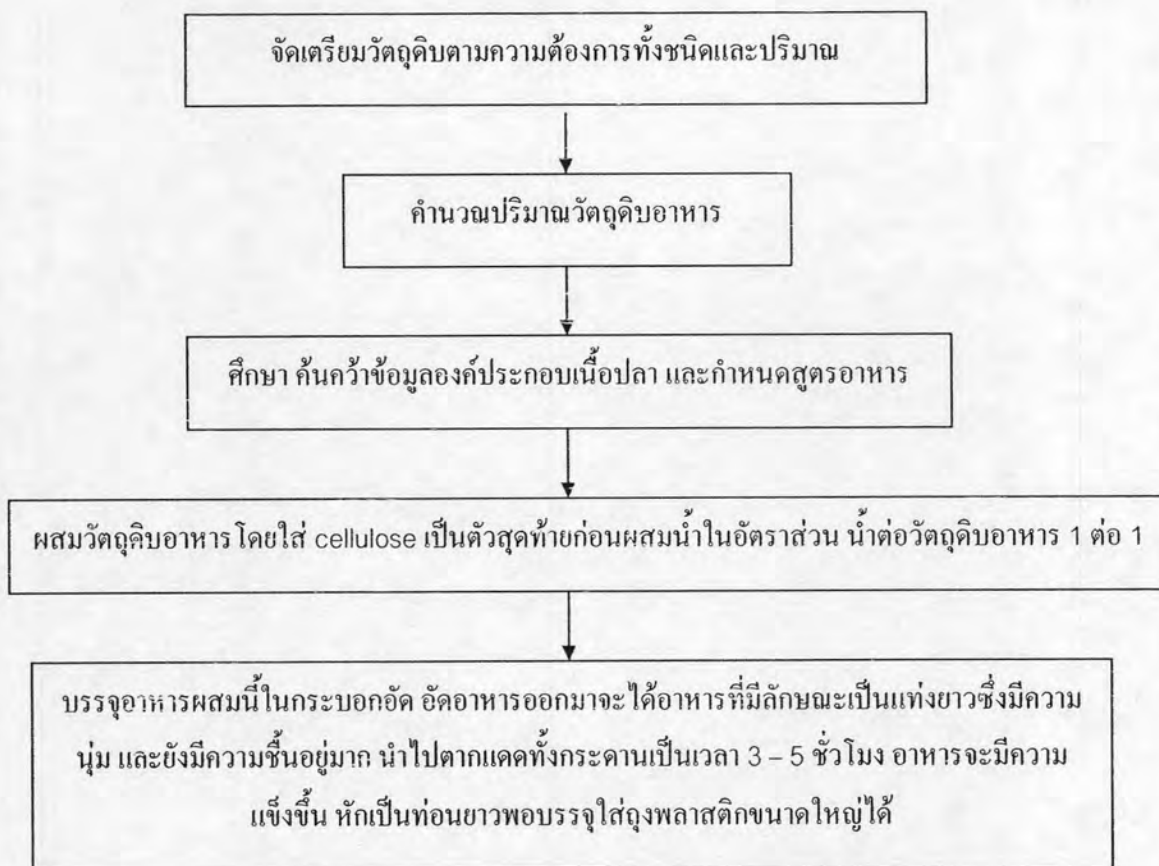 จัดเตรียมวัตถุดิบตามความต้องการทั้งชนิดและปริมาณ
คำนวณปริมาณวัตถุดิบอาหาร
ศึกษา ค้นคว้าข้อมูลองค์ประกอบเนื้อปลา และกำหนดสูตรอาหาร
ผสมวัตถุดิบอาหารโดยใส่ cellulose เป็นตัวสุดท้ายก่อนผสมน้ำในอัตราส่วน น้ำต่อวัตถุดิบอาหาร 1 ต่อ 1
บรรจุอาหารผสมนี้ในกระบอกอัด อัดอาหารออกมาจะได้อาหารที่มีลักษณะเป็นแท่งยาวซึ่งมีความ
นุ่ม และยังมีความชื้นอยู่มาก นำไปตากแดดทั้งกระดานเป็นเวลา 3 – 5 ชั่วโมง อาหารจะมีความ
แข็งขึ้น หักเป็นท่อนยาวพอบรรจุใส่ถุงพลาสติกขนาดใหญ่ได้